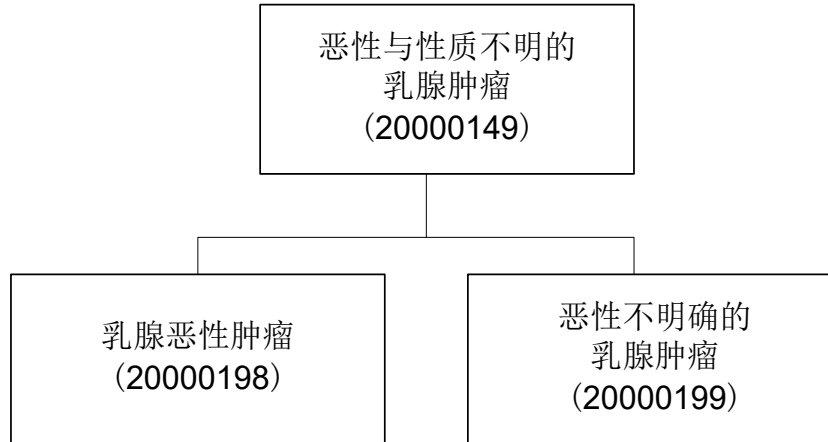 恶性与性质不明的
乳腺肿瘤
（20000149）
乳腺恶性肿瘤
（20000198）
恶性不明确的
乳腺肿瘤
（20000199）